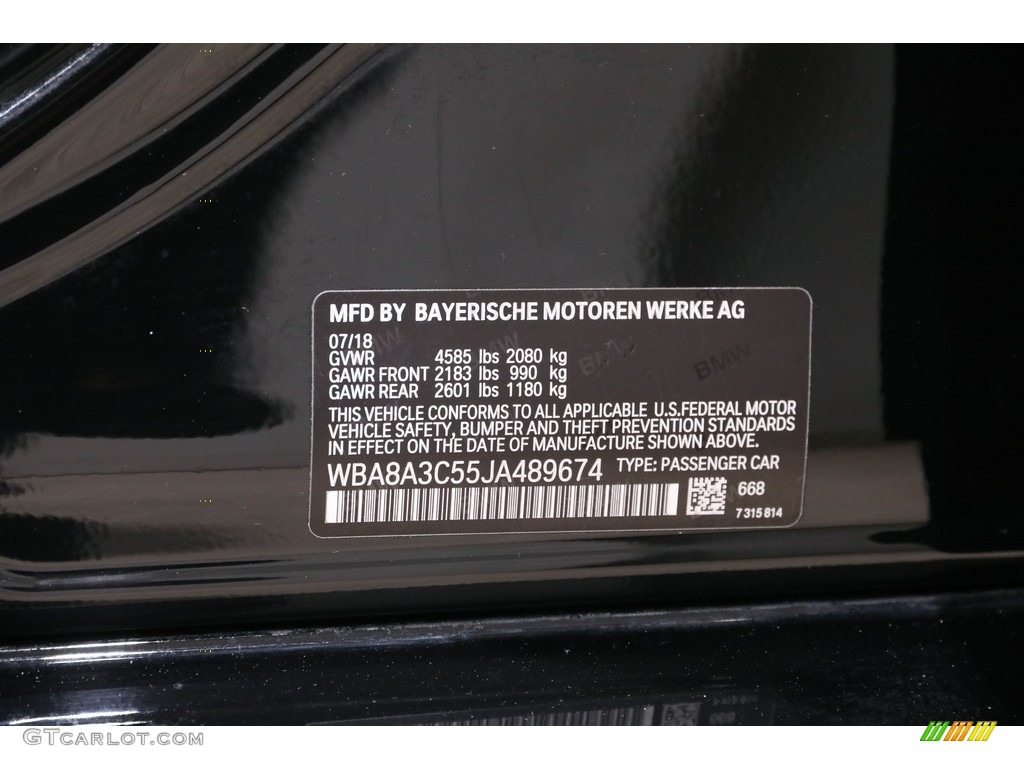 MFD BY BAYERISCHE MOTOREN WERKE AG
07/18
GVWR 4585 lbs 2080 kg
GAWR FRONT 2183 lbs 990 kg
GAWR REAR 2601 lbs 1180 kg
THIS VEHICLE CONFORMS TO ALL APPLICABLE U.S.FEDERAL MOTOR
VEHICLE SAFETY, BUMPER AND THEFT PREVENTION STANDARDS
IN EFFECT ON THE DATE OF MANUFACTURE SHOWN ABOVE.
WBA8A3C55JA489674 TYPE: PASSENGER CAR
668
7315814
BMW
BMW
GTCarlot.com